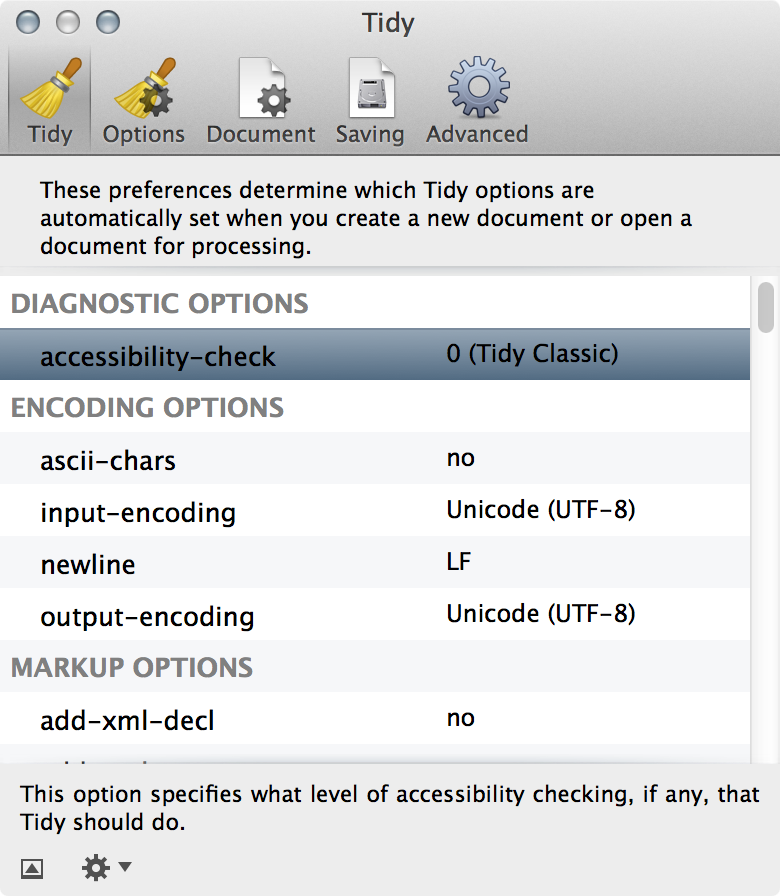 Tidy
Tidy Options Document Saving Advanced
These preferences determine which Tidy options are
automatically set when you create a new document or open a
document for processing.
DIAGNOSTIC OPTIONS
accessibility-check 0 (Tidy Classic)
ENCODING OPTIONS
ascii-chars no
input-encoding Unicode (UTF-8)
newline LF
output-encoding Unicode (UTF-8)
MARKUP OPTIONS
add-xml-decl no
This option specifies what level of accessibility checking, if any, that
Tidy should do.